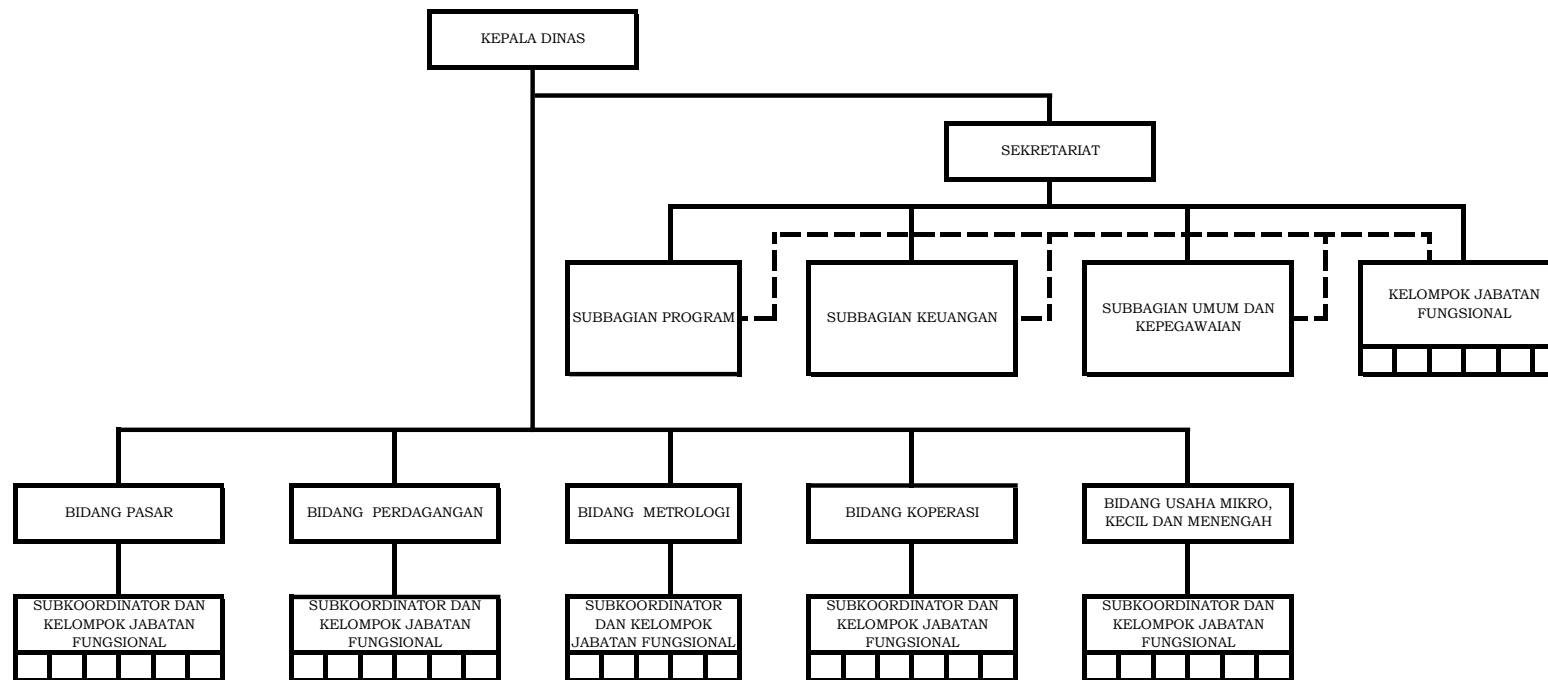 KEPALA DINAS
SEKRETARIAT
SUBBAGIAN PROGRAM
SUBBAGIAN KEUANGAN
SUBBAGIAN UMUM DAN
KEPEGAWAIAN
KELOMPOK JABATAN
FUNGSIONAL
BIDANG PASAR
BIDANG PERDAGANGAN
BIDANG METROLOGI
BIDANG KOPERASI
BIDANG USAHA MIKRO,
KECIL DAN MENENGAH
SUBKOORDINATOR DAN
KELOMPOK JABATAN
FUNGSIONAL
SUBKOORDINATOR DAN
KELOMPOK JABATAN
FUNGSIONAL
SUBKOORDINATOR
DAN KELOMPOK
JABATAN FUNGSIONAL
SUBKOORDINATOR DAN
KELOMPOK JABATAN
FUNGSIONAL
SUBKOORDINATOR DAN
KELOMPOK JABATAN
FUNGSIONAL